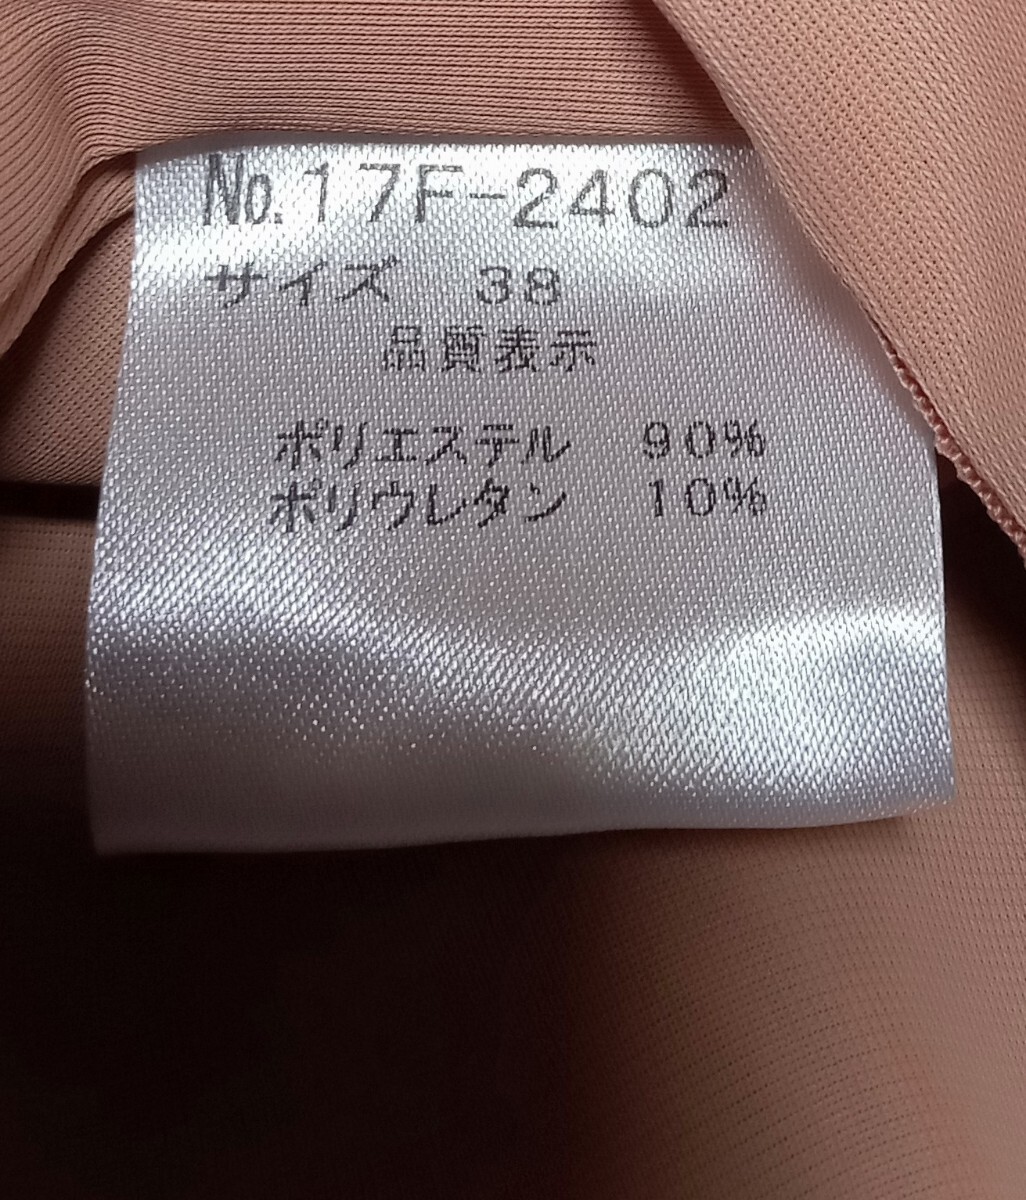 No.17F-2402
サイズ 38
品質表示
ポリエステル 90%
ポリウレタン 10%